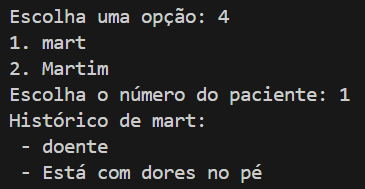 Escolha uma opção: 4
1. mart
2. Martim
Escolha o número do paciente: 1
Histórico de mart:
 - doente
 - Está com dores no pé